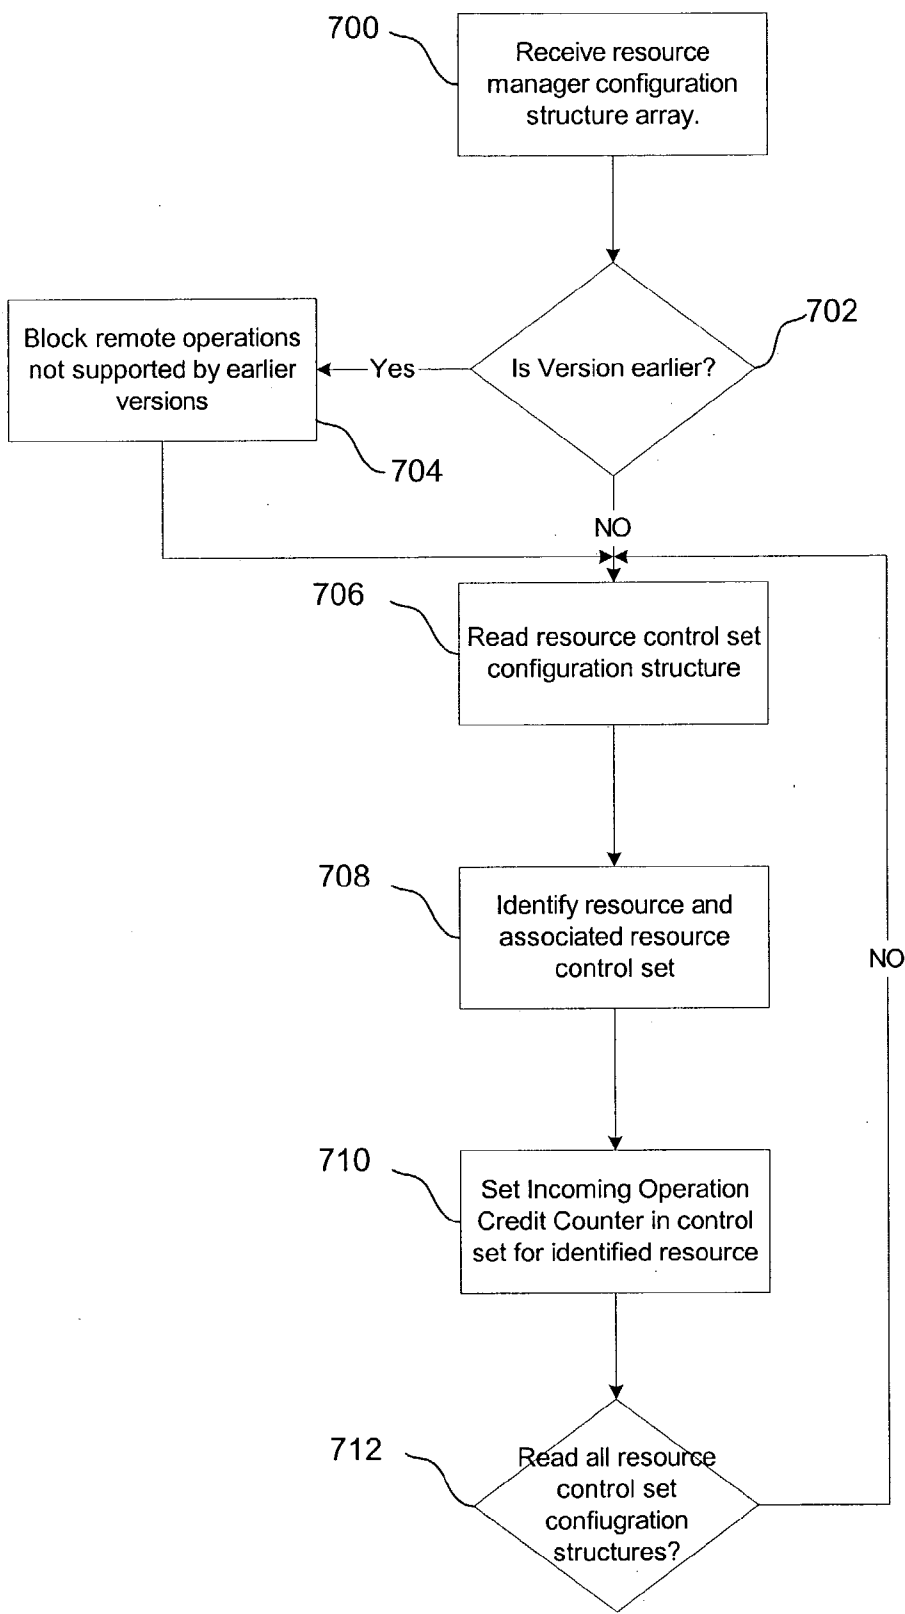 700
Receive resource
manager configuration
structure array.
702
Is Version earlier?
Yes
Block remote operations
not supported by earlier
versions
704
NO
706
Read resource control set
configuration structure
708
Identify resource and
associated resource
control set
NO
710
Set Incoming Operation
Credit Counter in control
set for identified resource
712
Read all resource
control set
confiugration
structures?